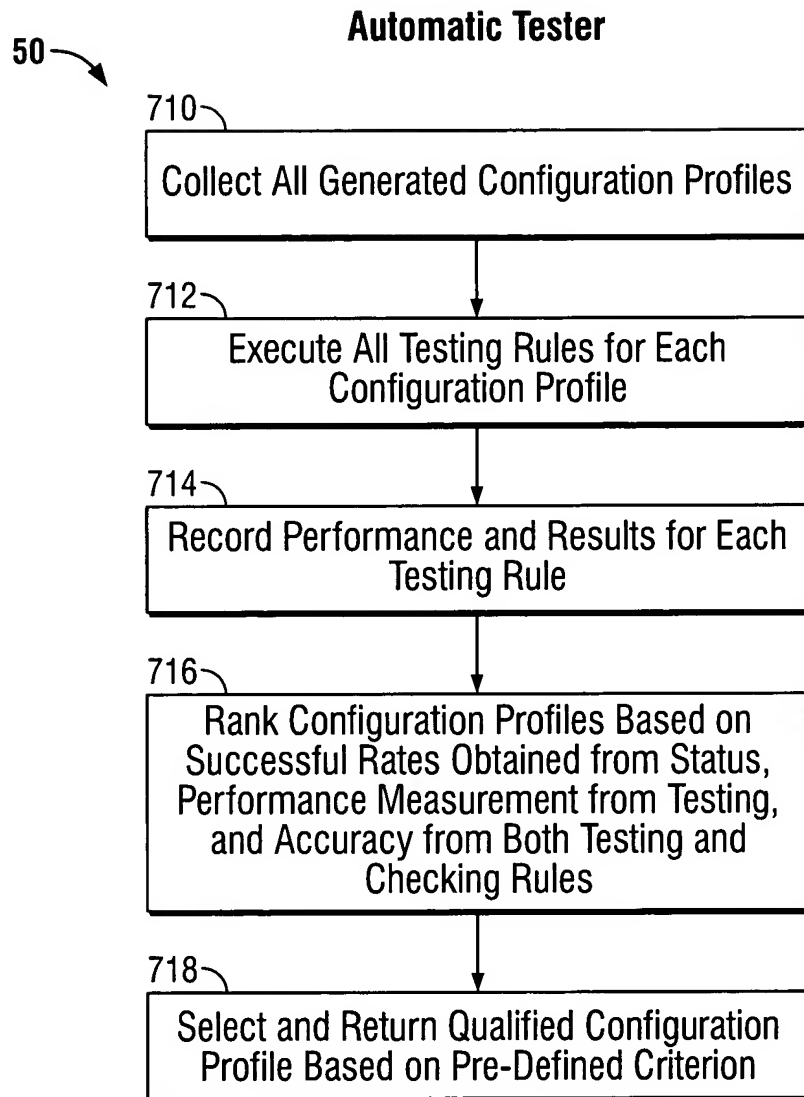 Automatic Tester
50
710
Collect All Generated Configuration Profiles
712
Execute All Testing Rules for Each
Configuration Profile
714
Record Performance and Results for Each
Testing Rule
716
Rank Configuration Profiles Based on
Successful Rates Obtained from Status,
Performance Measurement from Testing,
and Accuracy from Both Testing and
Checking Rules
718
Select and Return Qualified Configuration
Profile Based on Pre-Defined Criterion